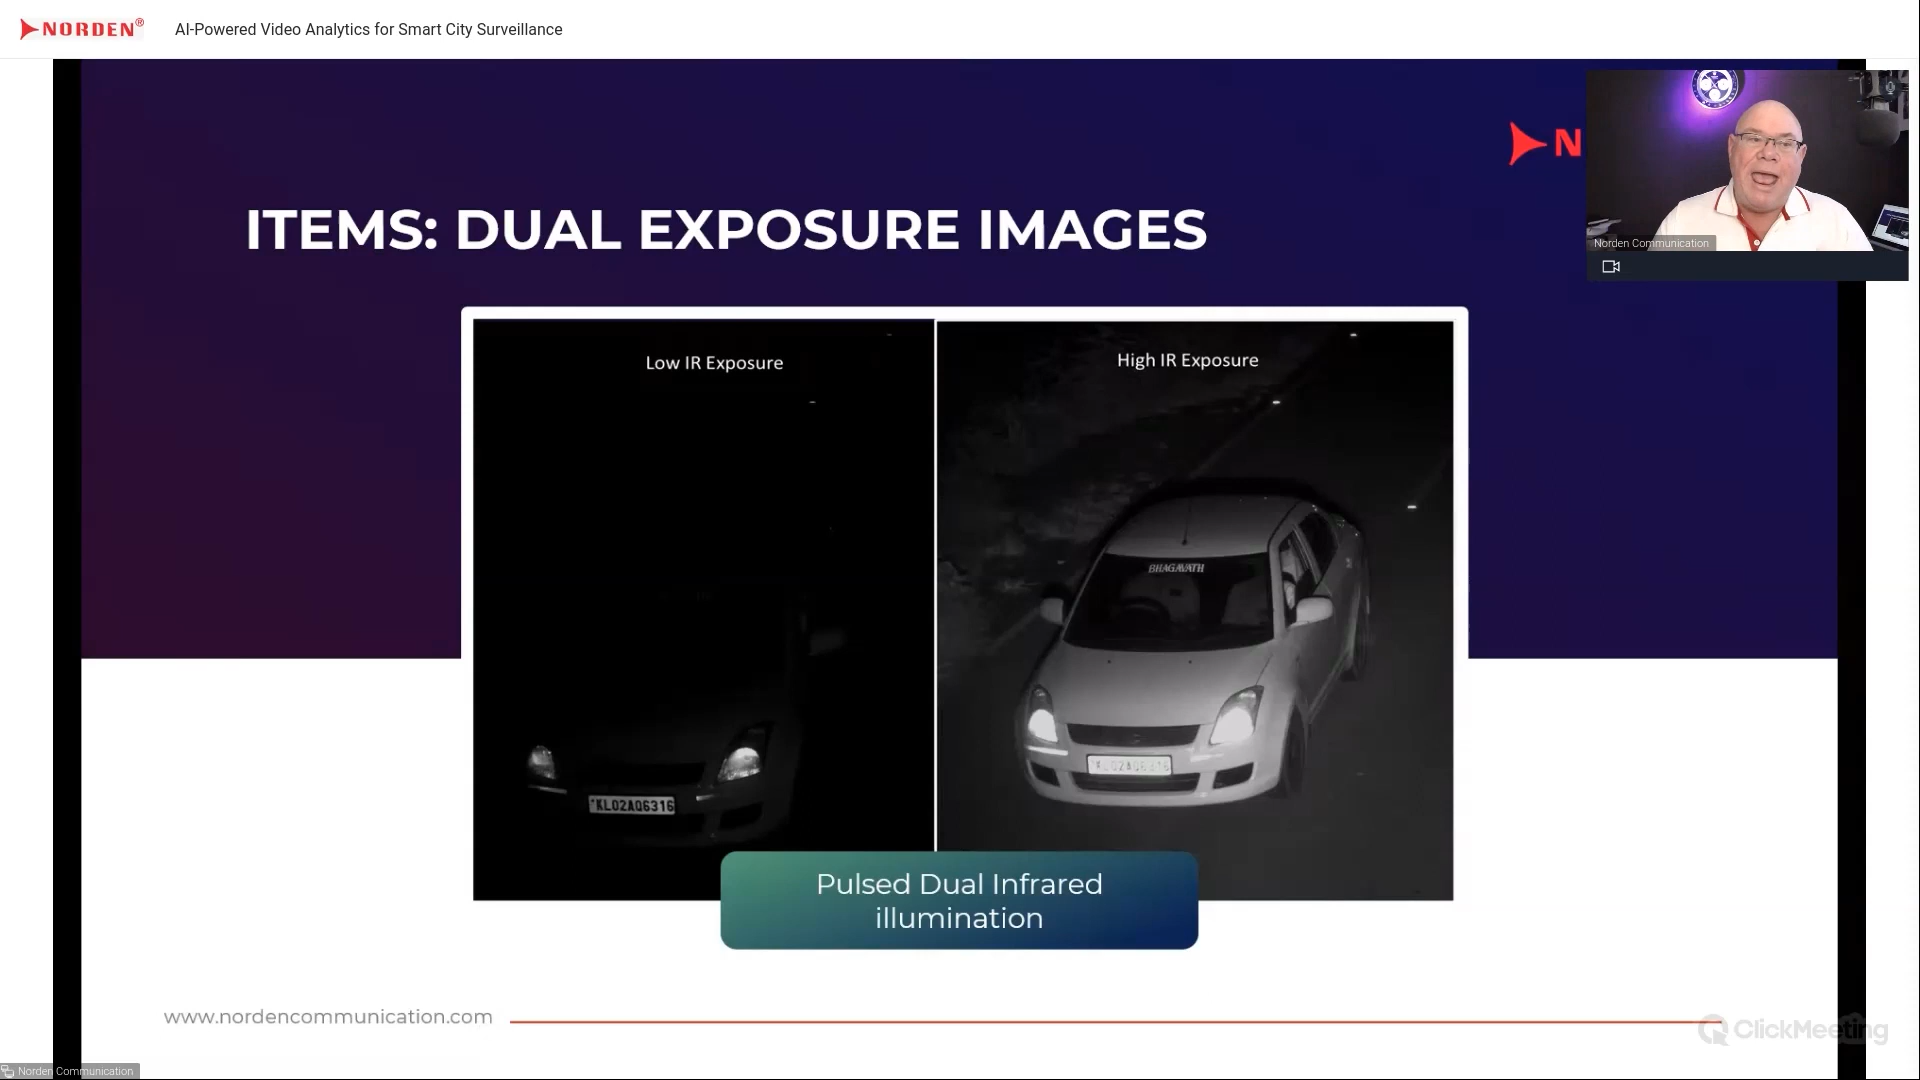 NORDEN®
AI-Powered Video Analytics for Smart City Surveillance
N
Norden Communication
ITEMS: DUAL EXPOSURE IMAGES
Low IR Exposure
High IR Exposure
BHAGAVATH
KL02AQ6316
Pulsed Dual Infrared
illumination
www.nordencommunication.com
ClickMeeting
Norden Communication